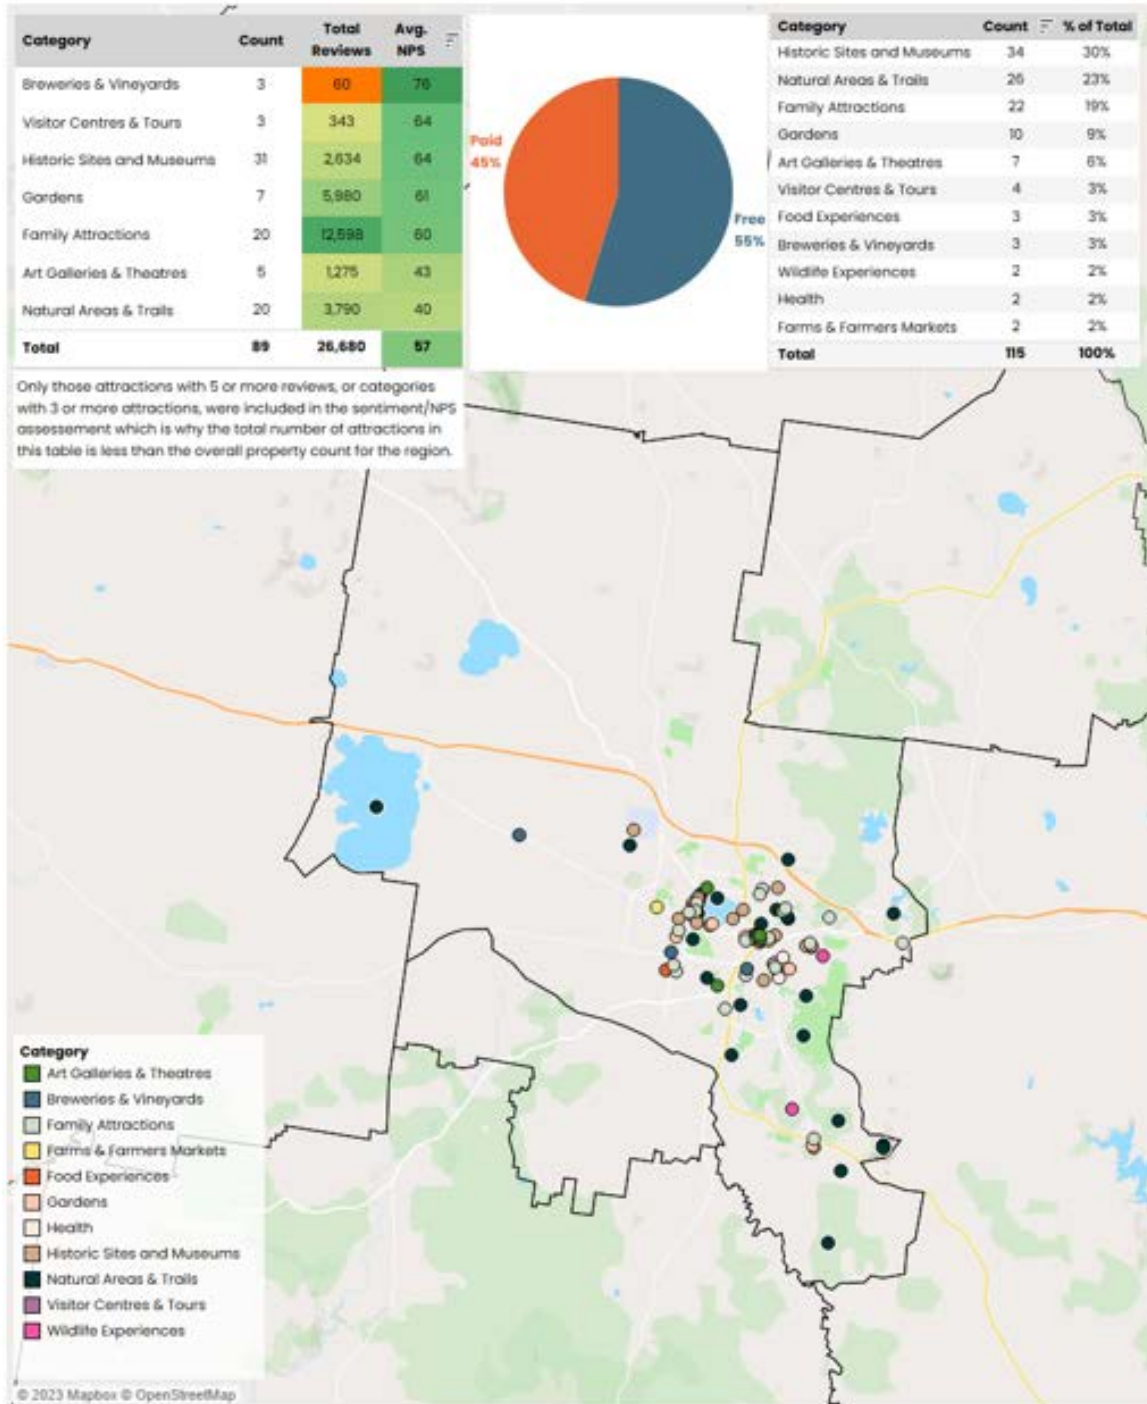 Category Count Total Reviews Avg. NPS
Breweries & Vineyards 3 60 76
Visitor Centres & Tours 3 343 64
Historic Sites and Museums 31 2,634 64
Gardens 7 5,980 61
Family Attractions 20 12,598 60
Art Galleries & Theatres 5 1,275 43
Natural Areas & Trails 20 3,790 40
Total 89 26,680 57
Only those attractions with 5 or more reviews, or categories
with 3 or more attractions, were included in the sentiment/NPS
assessement which is why the total number of attractions in
this table is less than the overall property count for the region.
Paid
45%
Free
55%
Category Count % of Total
Historic Sites and Museums 34 30%
Natural Areas & Trails 26 23%
Family Attractions 22 19%
Gardens 10 9%
Art Galleries & Theatres 7 6%
Visitor Centres & Tours 4 3%
Food Experiences 3 3%
Breweries & Vineyards 3 3%
Wildlife Experiences 2 2%
Health 2 2%
Farms & Farmers Markets 2 2%
Total 115 100%
Category
Art Galleries & Theatres
Breweries & Vineyards
Family Attractions
Farms & Farmers Markets
Food Experiences
Gardens
Health
Historic Sites and Museums
Natural Areas & Trails
Visitor Centres & Tours
Wildlife Experiences
© 2023 Mapbox © OpenStreetMap